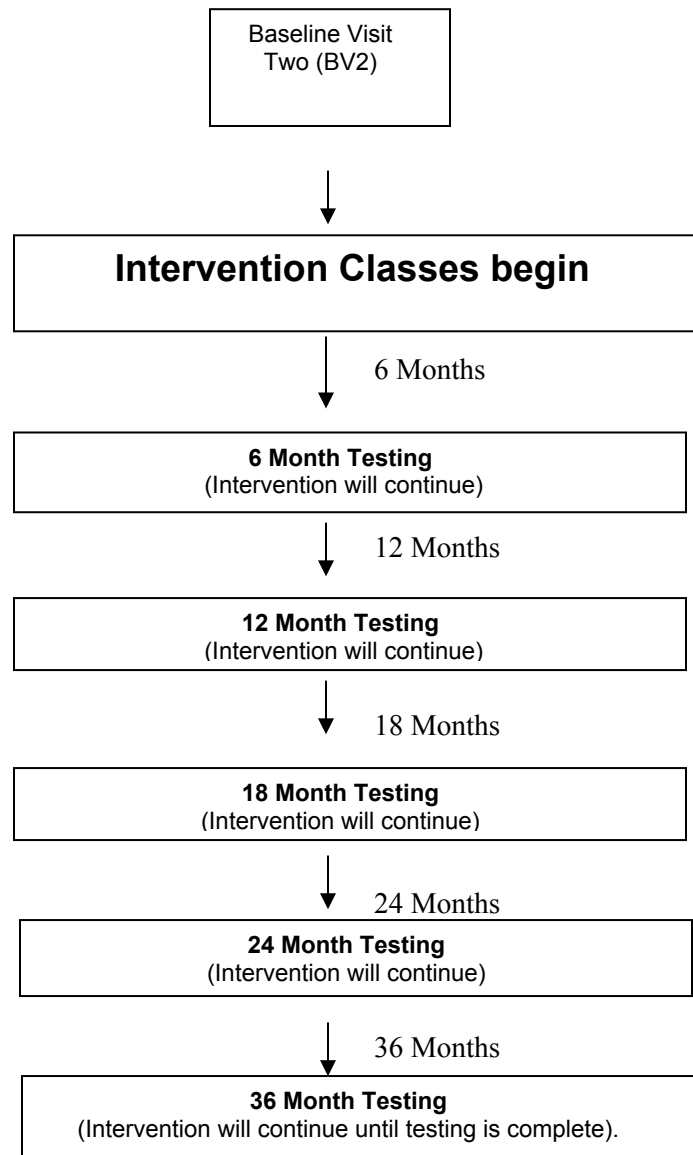 Baseline Visit
Two (BV2)
Intervention Classes begin
6 Months
6 Month Testing
(Intervention will continue)
12 Months
12 Month Testing
(Intervention will continue)
18 Months
18 Month Testing
(Intervention will continue)
24 Months
24 Month Testing
(Intervention will continue)
36 Months
36 Month Testing
(Intervention will continue until testing is complete).